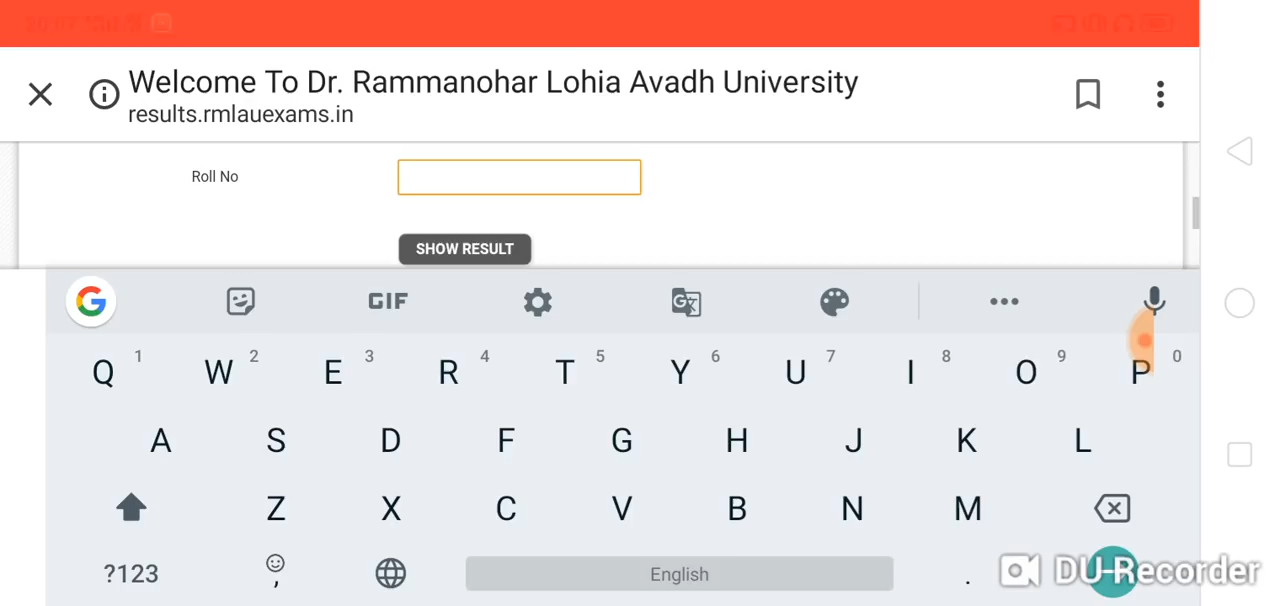 Welcome To Dr. Rammanohar Lohia Avadh University
results.rmlauexams.in
Roll No
SHOW RESULT
GIF
Q 1 W 2 E 3 R 4 T 5 Y 6 U 7 I 8 O 9 P 0
A S D F G H J K L
Z X C V B N M
?123 , English .
DU Recorder